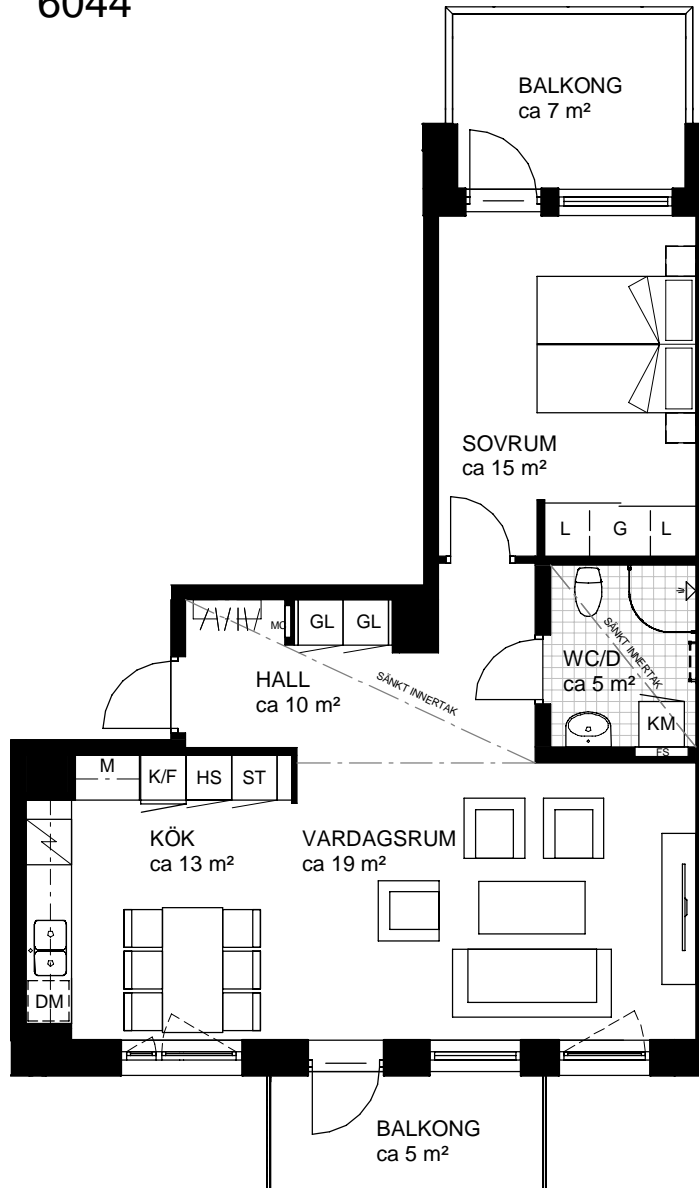 6044
BALKONG
ca 7 m²
SOVRUM
ca 15 m²
L G L
MC GL GL
SÄNKT INNERTAK
WC/D
ca 5 m²
HALL
ca 10 m²
SÄNKT INNERTAK
KM
FS
M K/F HS ST
KÖK
ca 13 m²
VARDAGSRUM
ca 19 m²
DM
BALKONG
ca 5 m²